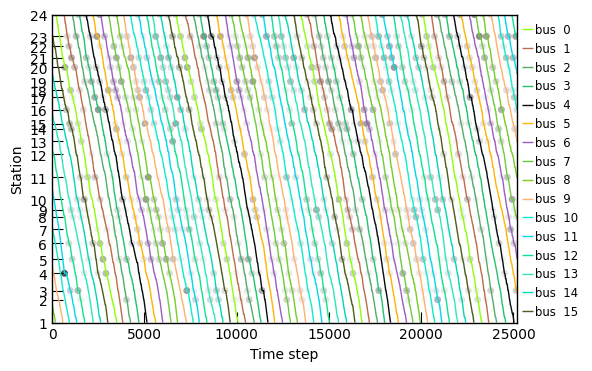 24
23
22
21
20
19
18
17
16
15
14
13
12
11
10
9
8
7
6
5
4
3
2
1
Station
0 5000 10000 15000 20000 25000
Time step
bus 0
bus 1
bus 2
bus 3
bus 4
bus 5
bus 6
bus 7
bus 8
bus 9
bus 10
bus 11
bus 12
bus 13
bus 14
bus 15